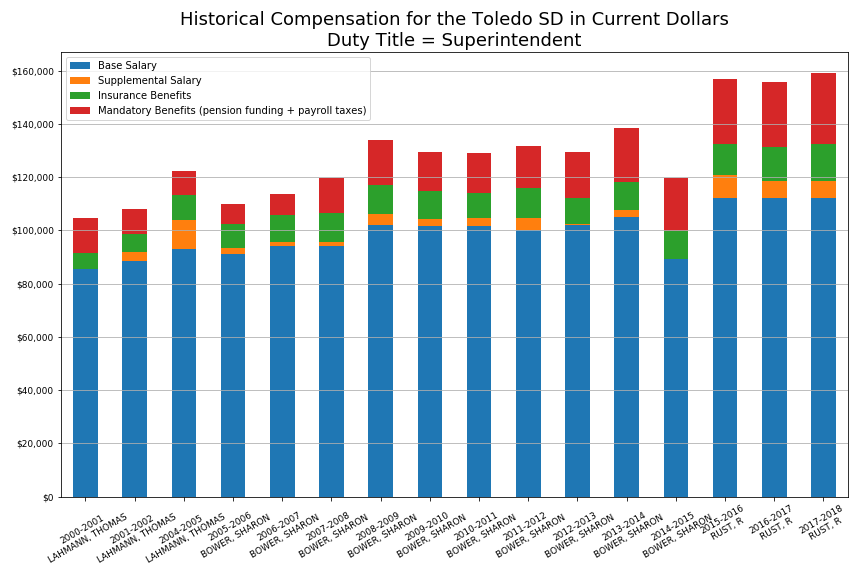 Historical Compensation for the Toledo SD in Current Dollars
Duty Title = Superintendent
Base Salary
Supplemental Salary
Insurance Benefits
Mandatory Benefits (pension funding + payroll taxes)
$160,000
$140,000
$120,000
$100,000
$80,000
$60,000
$40,000
$20,000
$0
2000-2001
LAHMANN, THOMAS
2001-2002
LAHMANN, THOMAS
2004-2005
LAHMANN, THOMAS
2005-2006
BOWER, SHARON
2006-2007
BOWER, SHARON
2007-2008
BOWER, SHARON
2008-2009
BOWER, SHARON
2009-2010
BOWER, SHARON
2010-2011
BOWER, SHARON
2011-2012
BOWER, SHARON
2012-2013
BOWER, SHARON
2013-2014
BOWER, SHARON
2014-2015
BOWER, SHARON
2015-2016
RUST, R
2016-2017
RUST, R
2017-2018
RUST, R